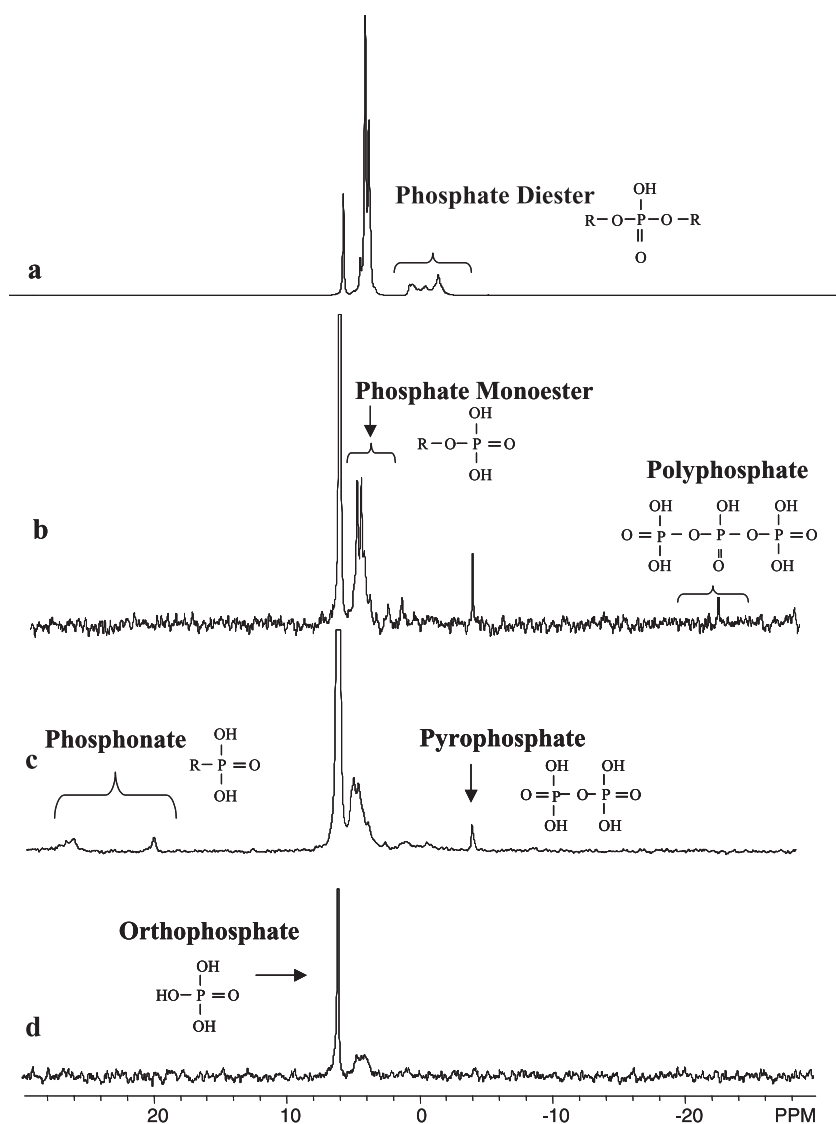 Phosphate Diester
OH
R – O – P – O – R
O
a
Phosphate Monoester
OH
R – O – P = O
OH
Polyphosphate
OH OH OH
O = P – O – P – O – P = O
OH O OH
b
Phosphonate
OH
R – P = O
OH
c
Pyrophosphate
OH OH
O = P – O – P = O
OH OH
Orthophosphate
OH
HO – P = O
OH
d
20 10 0 -10 -20 PPM